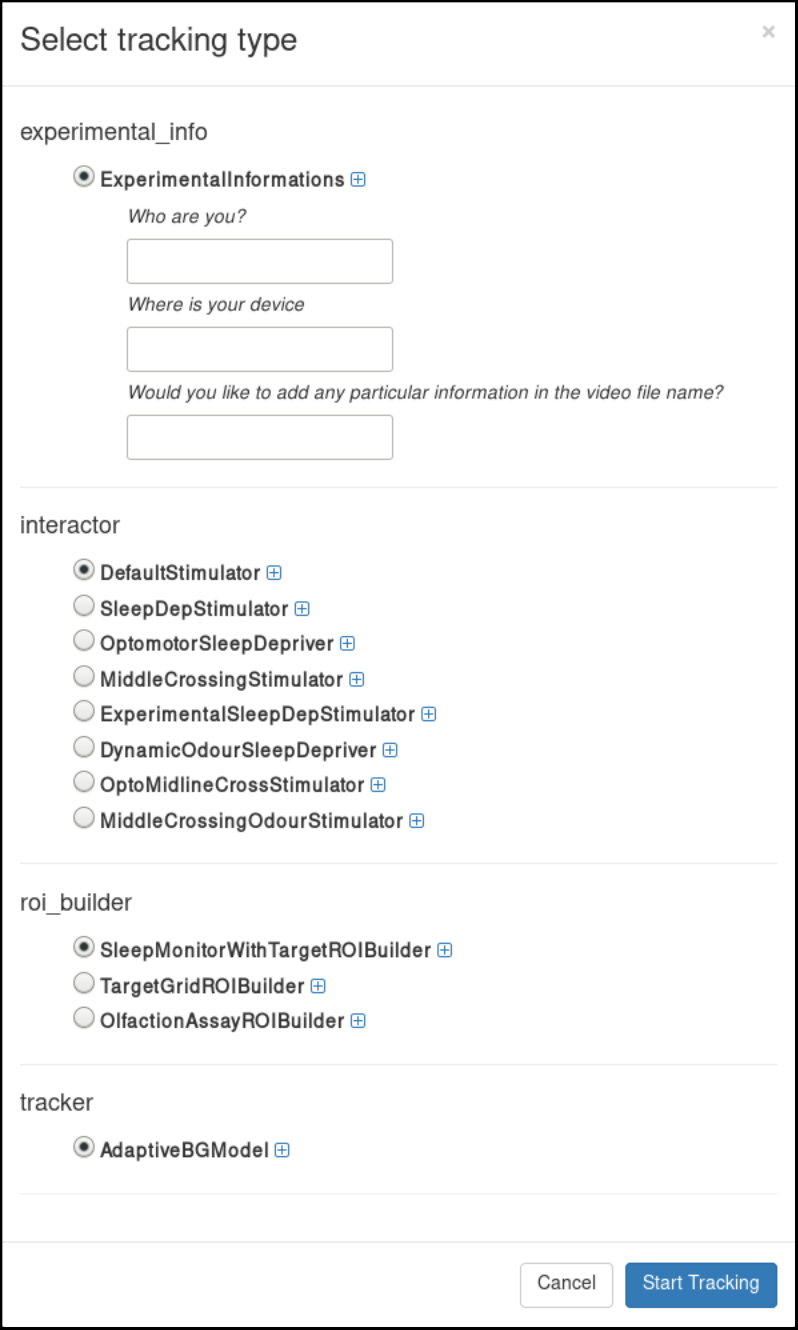 Select tracking type ×
experimental_info
ExperimentalInformations
Who are you?
Where is your device
Would you like to add any particular information in the video file name?
interactor
DefaultStimulator
SleepDepStimulator
OptomotorSleepDepriver
MiddleCrossingStimulator
ExperimentalSleepDepStimulator
DynamicOdourSleepDepriver
OptoMidlineCrossStimulator
MiddleCrossingOdourStimulator
roi_builder
SleepMonitorWithTargetROIBuilder
TargetGridROIBuilder
OlfactionAssayROIBuilder
tracker
AdaptiveBGModel
Cancel Start Tracking